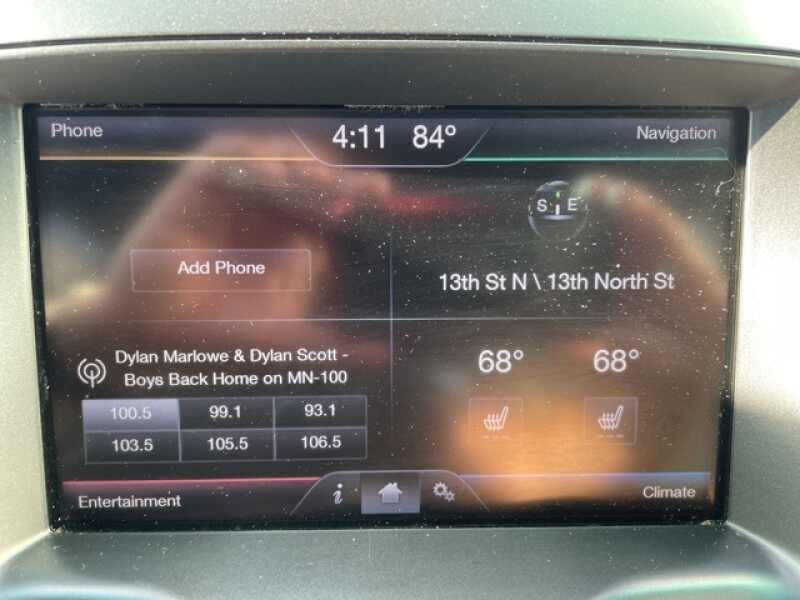 Phone
4:11 84°
Navigation
S E
Add Phone
13th St N \ 13th North St
Dylan Marlowe & Dylan Scott -
Boys Back Home on MN-100
100.5 99.1 93.1
103.5 105.5 106.5
68° 68°
Entertainment
i
Climate